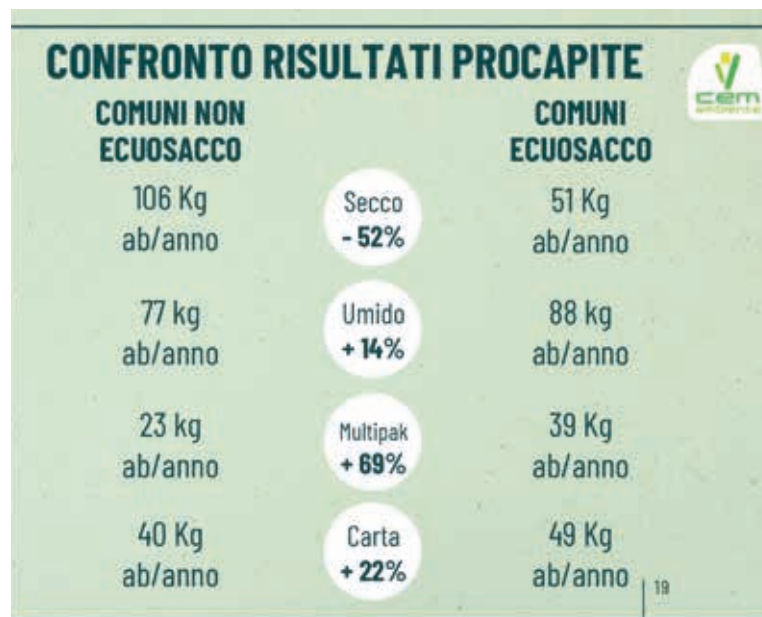 CONFRONTO RISULTATI PROCAPITE
cem
ambiente
COMUNI NON
ECUOSACCO
COMUNI
ECUOSACCO
106 Kg
ab/anno
Secco
- 52%
51 Kg
ab/anno
77 kg
ab/anno
Umido
+ 14%
88 kg
ab/anno
23 kg
ab/anno
Multipak
+ 69%
39 Kg
ab/anno
40 Kg
ab/anno
Carta
+ 22%
49 Kg
ab/anno
19